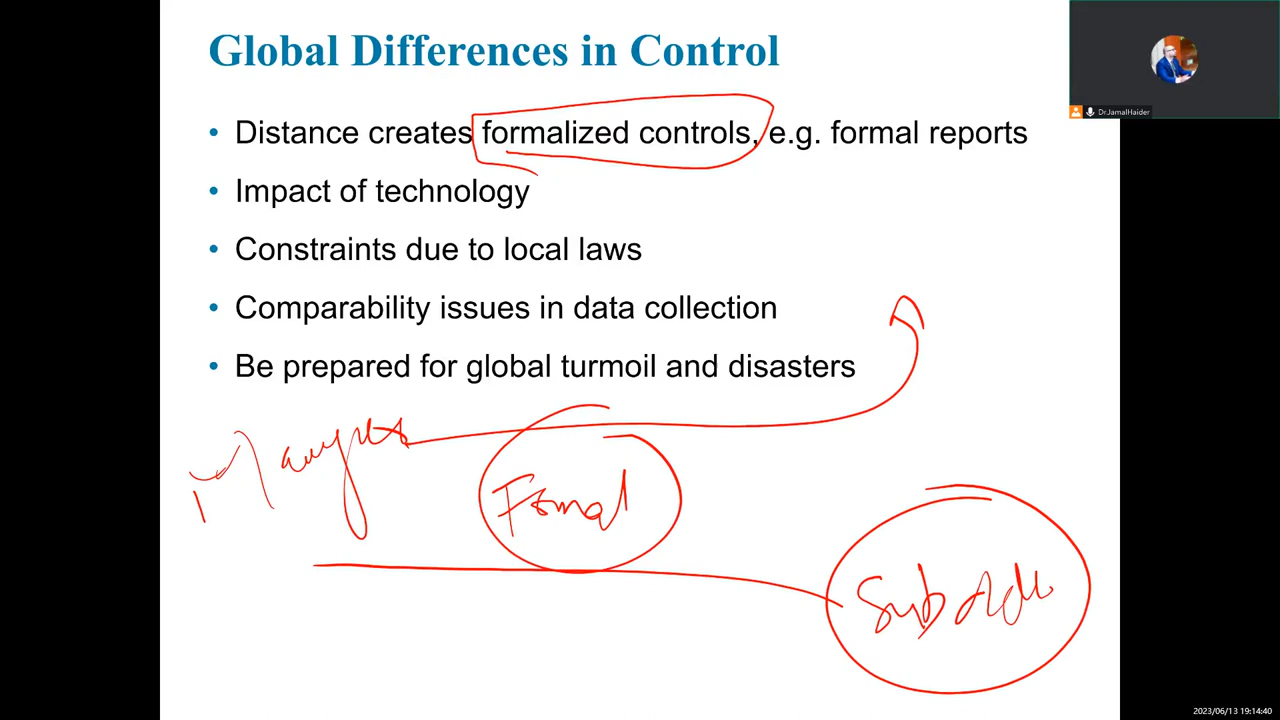 Global Differences in Control
Dr.JamalHaider
• Distance creates formalized controls, e.g. formal reports
• Impact of technology
• Constraints due to local laws
• Comparability issues in data collection
• Be prepared for global turmoil and disasters
Formal
2023/06/13 19:14:40